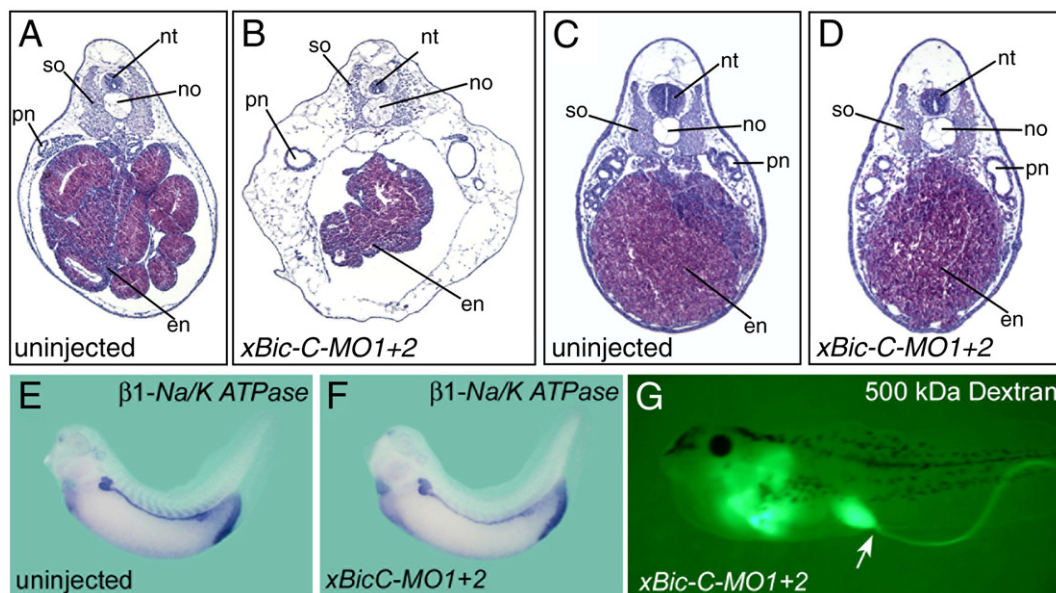 A
nt
so
no
pn
en
uninjected
B
nt
so
no
pn
en
xBic-C-MO1+2
C
nt
so
no
pn
en
uninjected
D
nt
so
no
pn
en
xBic-C-MO1+2
E
β1-Na/K ATPase
uninjected
F
β1-Na/K ATPase
xBicC-MO1+2
G
500 kDa Dextran
xBic-C-MO1+2